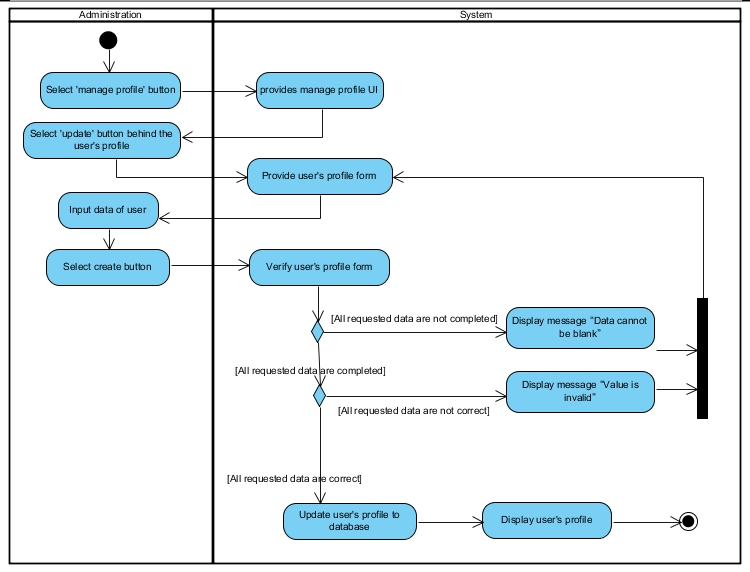 Administration
System
Select 'manage profile' button
provides manage profile UI
Select 'update' button behind the
user's profile
Provide user's profile form
Input data of user
Select create button
Verify user's profile form
[All requested data are not completed]
Display message “Data cannot
be blank”
[All requested data are completed]
Display message “Value is
invalid”
[All requested data are not correct]
[All requested data are correct]
Update user's profile to
database
Display user's profile